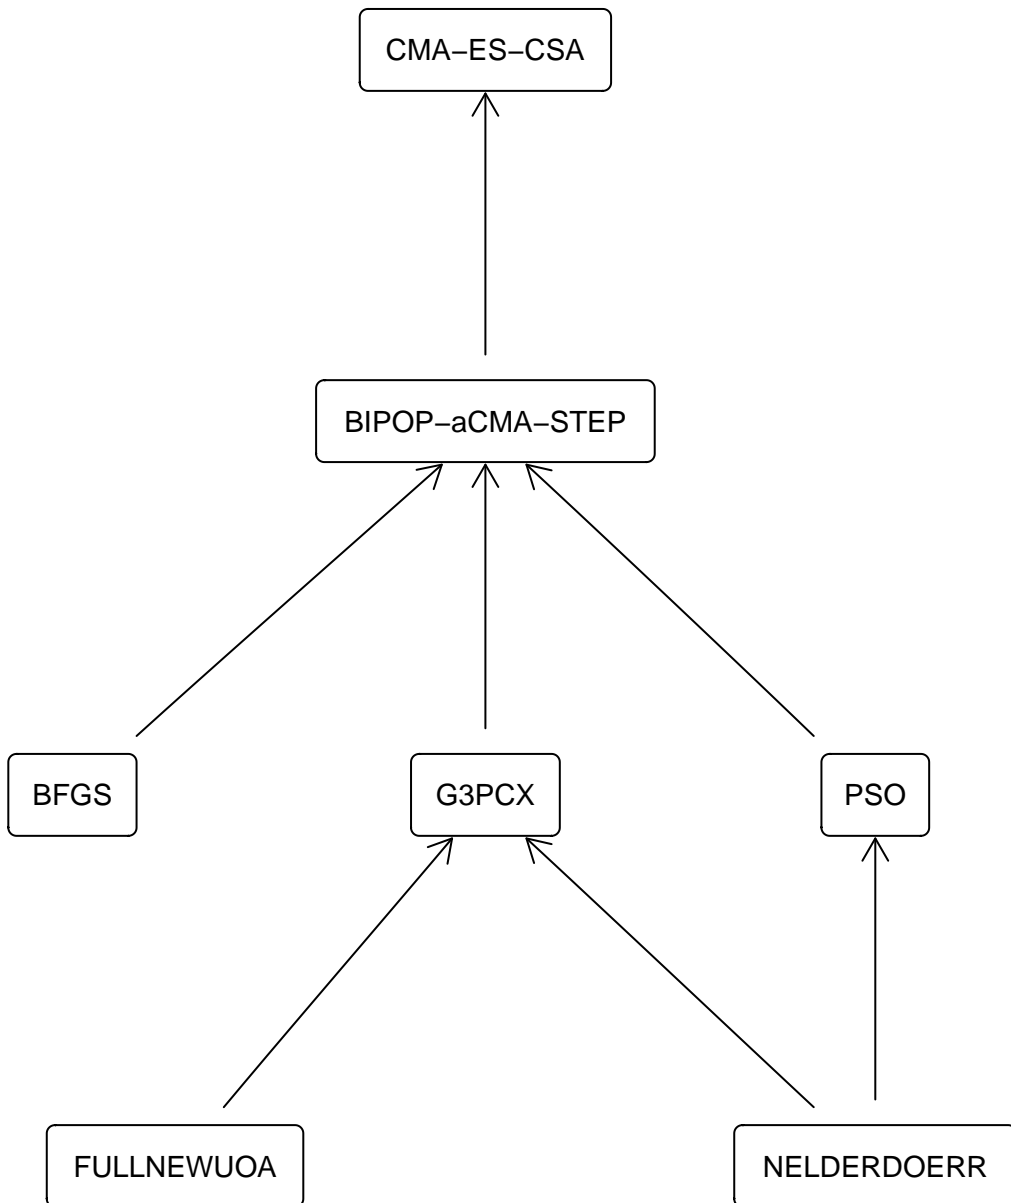 CMA–ES–CSA
BIPOP–aCMA–STEP
BFGS
G3PCX
PSO
FULLNEWUOA
NELDERDOERR